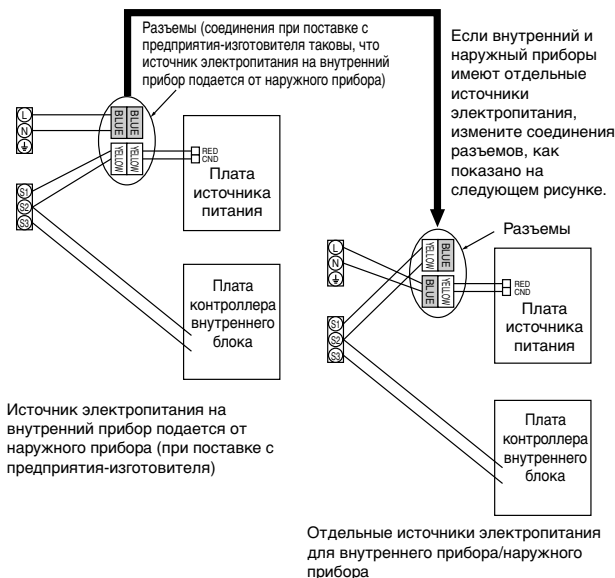 Разъемы (соединения при поставке с
предприятия-изготовителя таковы, что
источник электропитания на внутренний
прибор подается от наружного прибора)
Если внутренний и
наружный приборы
имеют отдельные
источники
электропитания,
измените соединения
разъемов, как
показано на
следующем рисунке.
L
N
BLUE
BLUE
YELLOW
YELLOW
RED
CND
Плата
источника
питания
S1
S2
S3
Плата
контроллера
внутреннего
блока
Источник электропитания на
внутренний прибор подается от
наружного прибора (при поставке с
предприятия-изготовителя)
Разъемы
L
N
YELLOW
BLUE
BLUE
YELLOW
RED
CND
Плата
источника
питания
S1
S2
S3
Плата
контроллера
внутреннего
блока
Отдельные источники электропитания
для внутреннего прибора/наружного
прибора